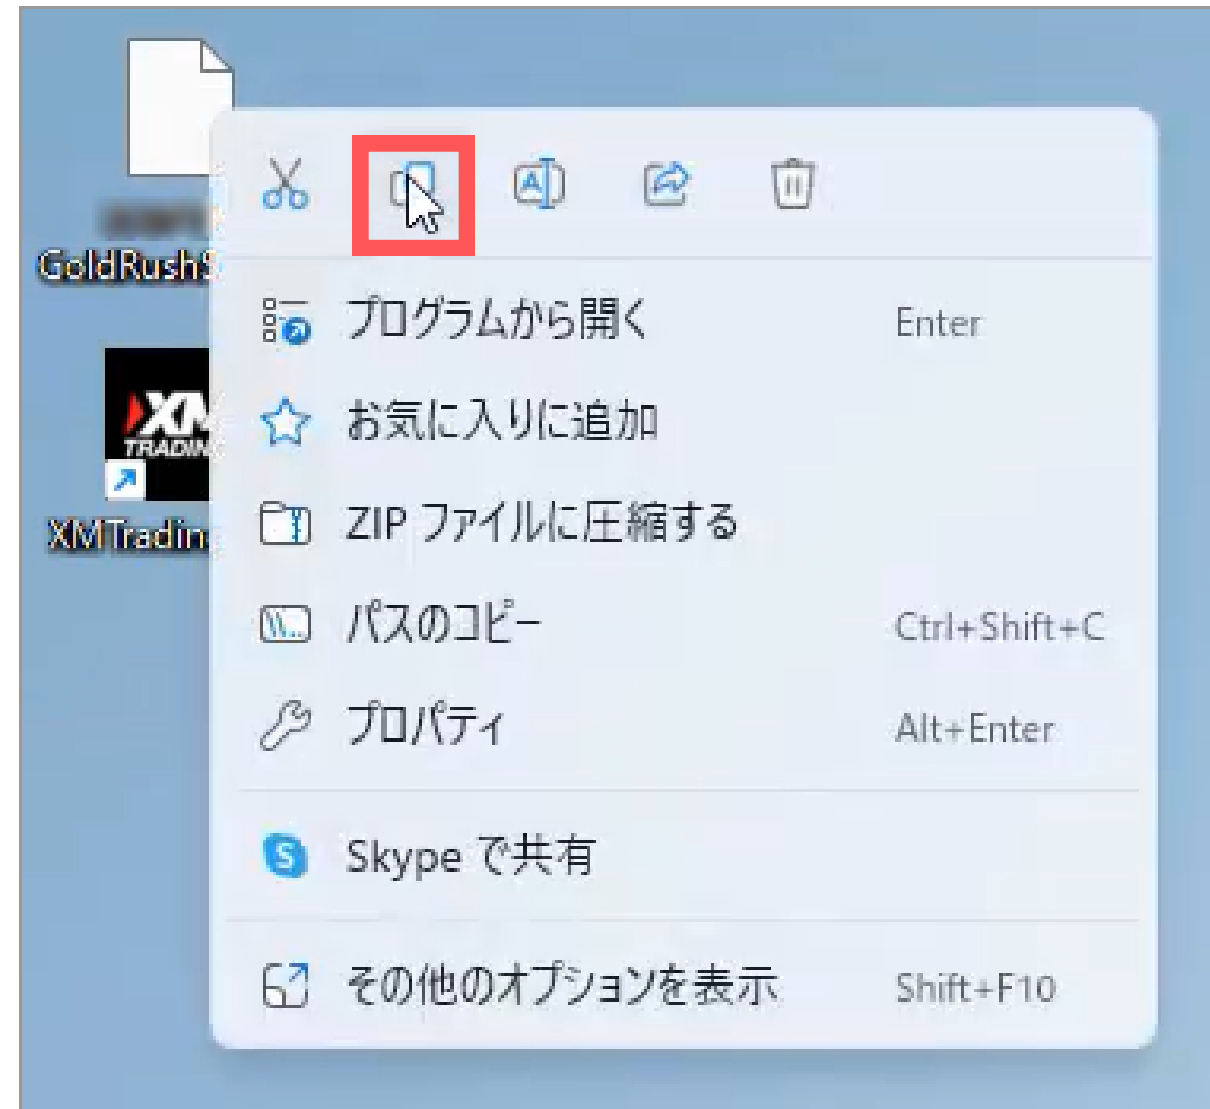 GoldRushS
XM
TRADIN
XMTradin
A
プログラムから開く Enter
お気に入りに追加
ZIP ファイルに圧縮する
パスのコピー Ctrl+Shift+C
プロパティ Alt+Enter
S
Skype で共有
その他のオプションを表示 Shift+F10